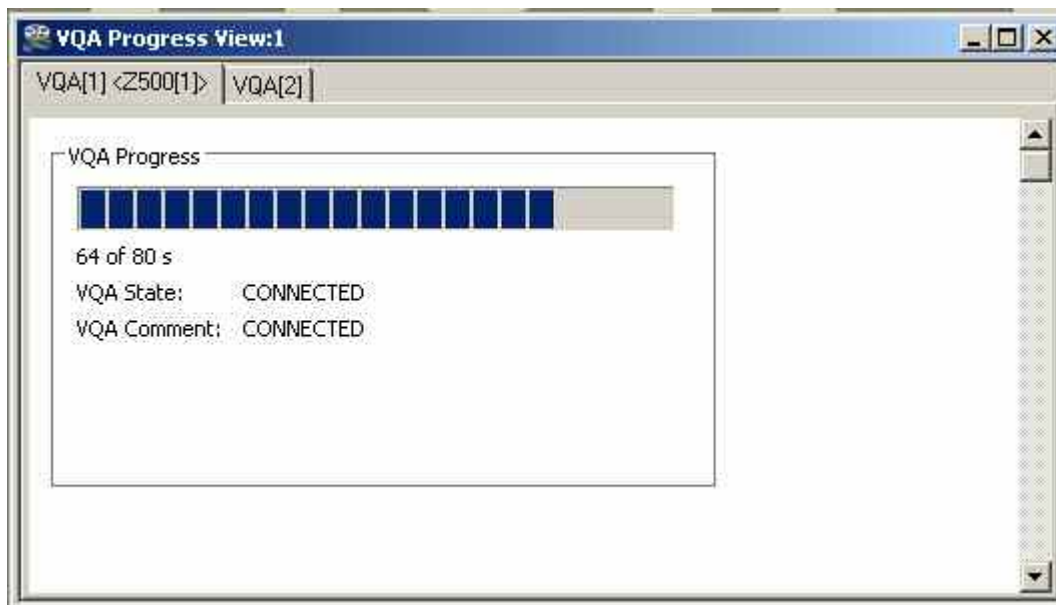 VQA Progress View:1
VQA[1] <Z500[1]> VQA[2]
VQA Progress
64 of 80 s
VQA State: CONNECTED
VQA Comment: CONNECTED